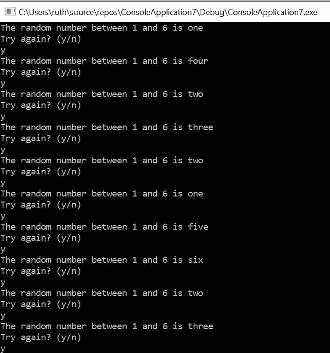 C:\Users\ruth\source\repos\ConsoleApplication7\Debug\ConsoleApplication7.exe
The random number between 1 and 6 is one
Try again? (y/n)
y
The random number between 1 and 6 is four
Try again? (y/n)
y
The random number between 1 and 6 is two
Try again? (y/n)
y
The random number between 1 and 6 is three
Try again? (y/n)
y
The random number between 1 and 6 is two
Try again? (y/n)
y
The random number between 1 and 6 is one
Try again? (y/n)
y
The random number between 1 and 6 is five
Try again? (y/n)
y
The random number between 1 and 6 is six
Try again? (y/n)
y
The random number between 1 and 6 is two
Try again? (y/n)
y
The random number between 1 and 6 is three
Try again? (y/n)
y